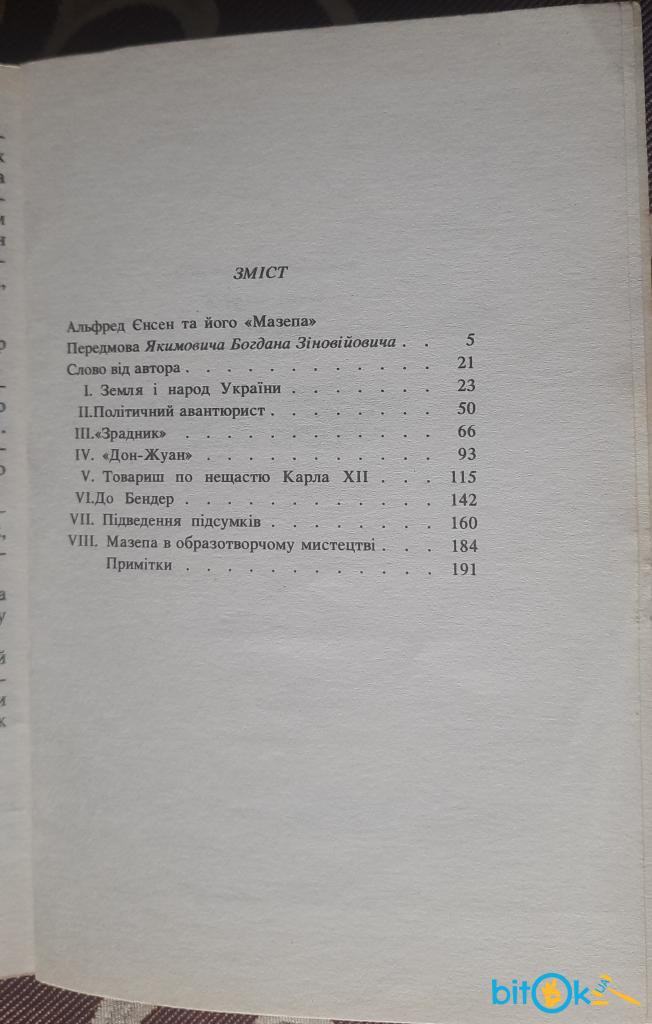 ЗМІСТ
Альфред Єнсен та його «Мазепа»
Передмова Якимовича Богдана Зіновійовича . . 5
Слово від автора . . . . . . . . . . . . 21
I. Земля і народ України . . . . . . . 23
II.Політичний авантюрист . . . . . . . 50
III.«Зрадник» . . . . . . . . . . . . 66
IV. «Дон-Жуан» . . . . . . . . . . . 93
V. Товариш по нещастю Карла XII . . . 115
VI.До Бендер . . . . . . . . . . . . 142
VII. Підведення підсумків . . . . . . . . 160
VIII. Мазепа в образотворчому мистецтві . . . 184
Примітки . . . . . . . . . . . . 191
bitOk UA